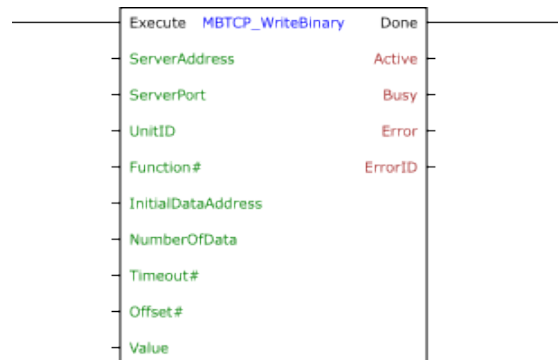 Execute MBTCP_WriteBinary Done
ServerAddress Active
ServerPort Busy
UnitID Error
Function# ErrorID
InitialDataAddress
NumberOfData
Timeout#
Offset#
Value